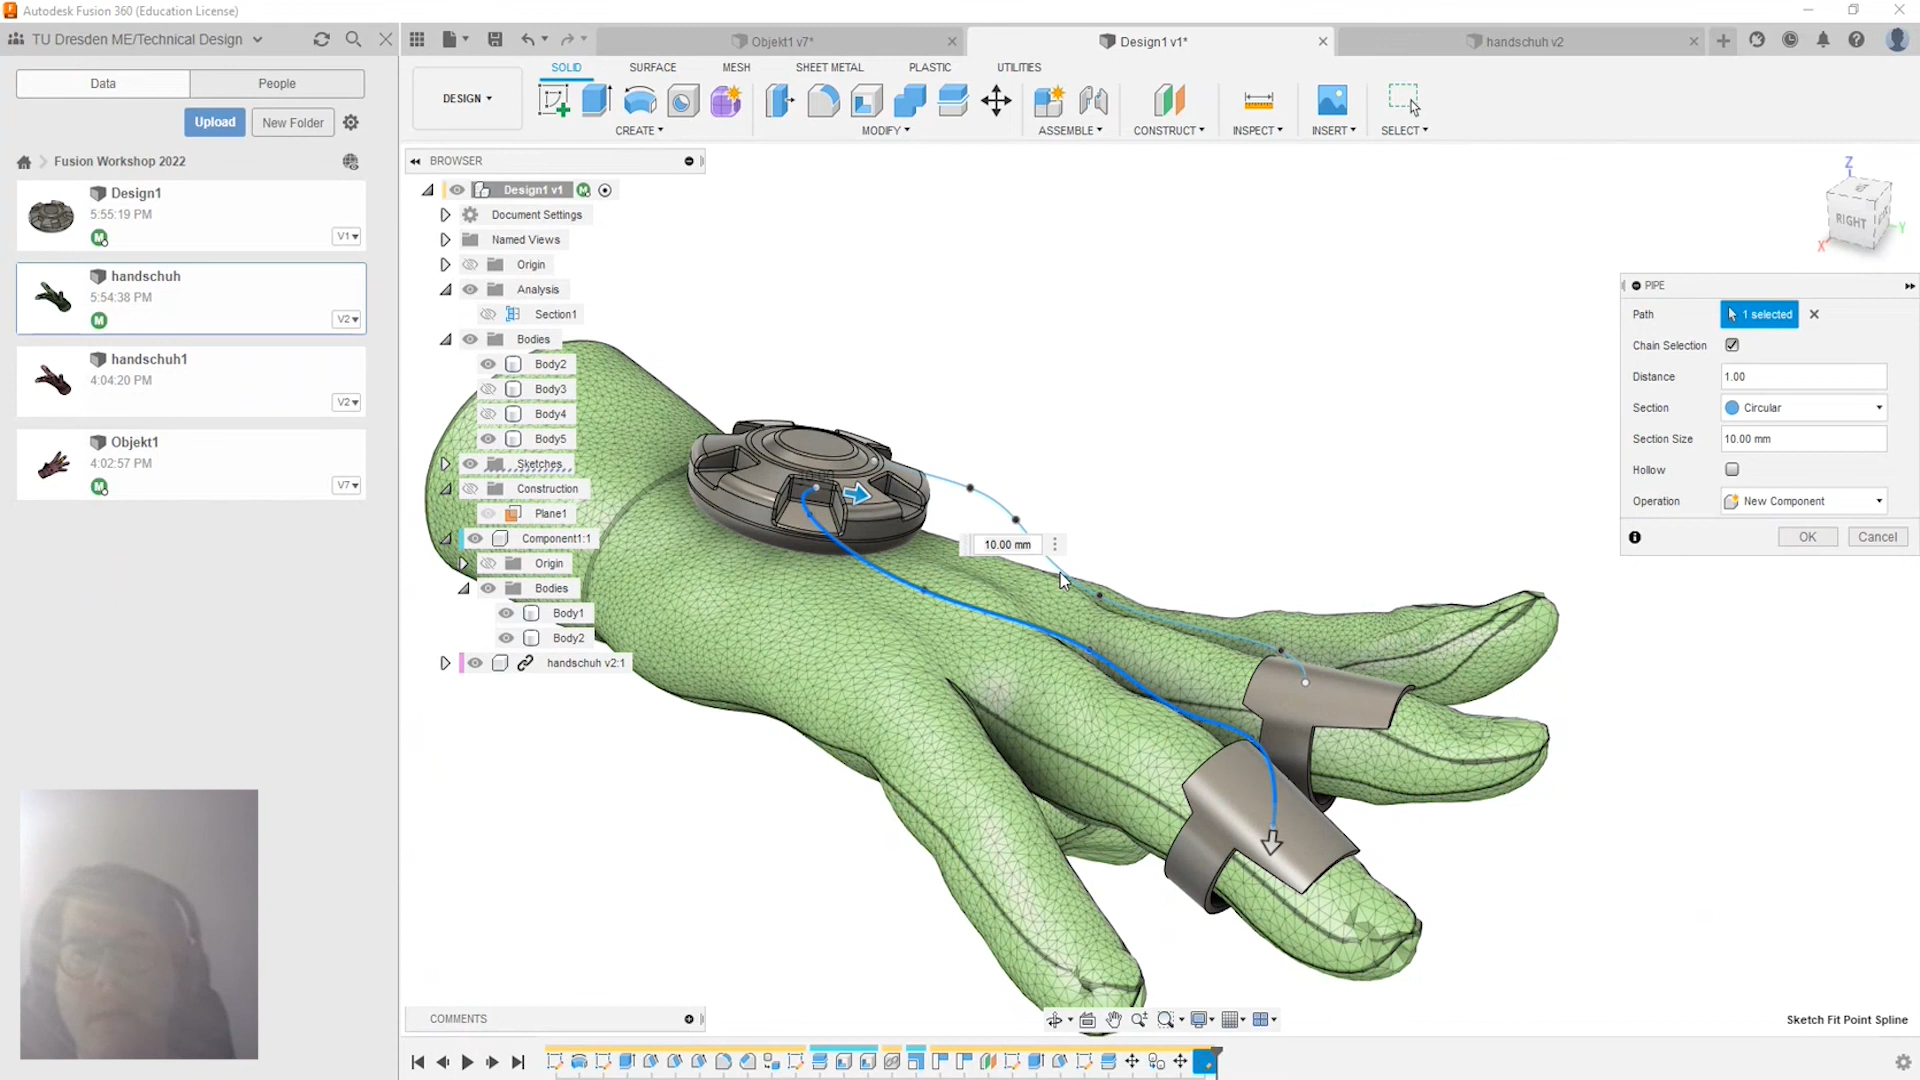 Autodesk Fusion 360 (Education License)
TU Dresden ME/Technical Design
Objekt1 v7*
Design1 v1*
handschuh v2
Data
People
SOLID
SURFACE
MESH
SHEET METAL
PLASTIC
UTILITIES
DESIGN
Upload
New Folder
CREATE
MODIFY
ASSEMBLE
CONSTRUCT
INSPECT
INSERT
SELECT
Fusion Workshop 2022
Design1
5:55:19 PM
V1
handschuh
5:54:38 PM
V2
handschuh1
4:04:20 PM
V2
Objekt1
4:02:57 PM
V7
BROWSER
Design1 v1
Document Settings
Named Views
Origin
Analysis
Section1
Bodies
Body2
Body3
Body4
Body5
Sketches
Construction
Plane1
Component1:1
Origin
Bodies
Body1
Body2
handschuh v2:1
10.00 mm
Z
RIGHT
X
Y
PIPE
Path
1 selected
Chain Selection
Distance
1.00
Section
Circular
Section Size
10.00 mm
Hollow
Operation
New Component
OK
Cancel
COMMENTS
Sketch Fit Point Spline